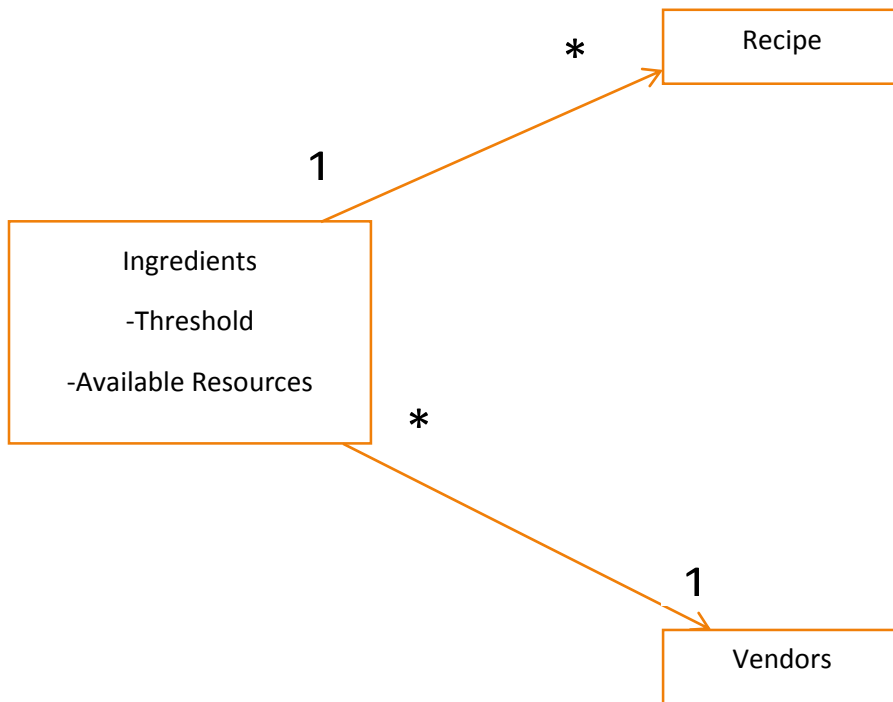 Recipe
*
1
Ingredients
-Threshold
-Available Resources
*
1
Vendors